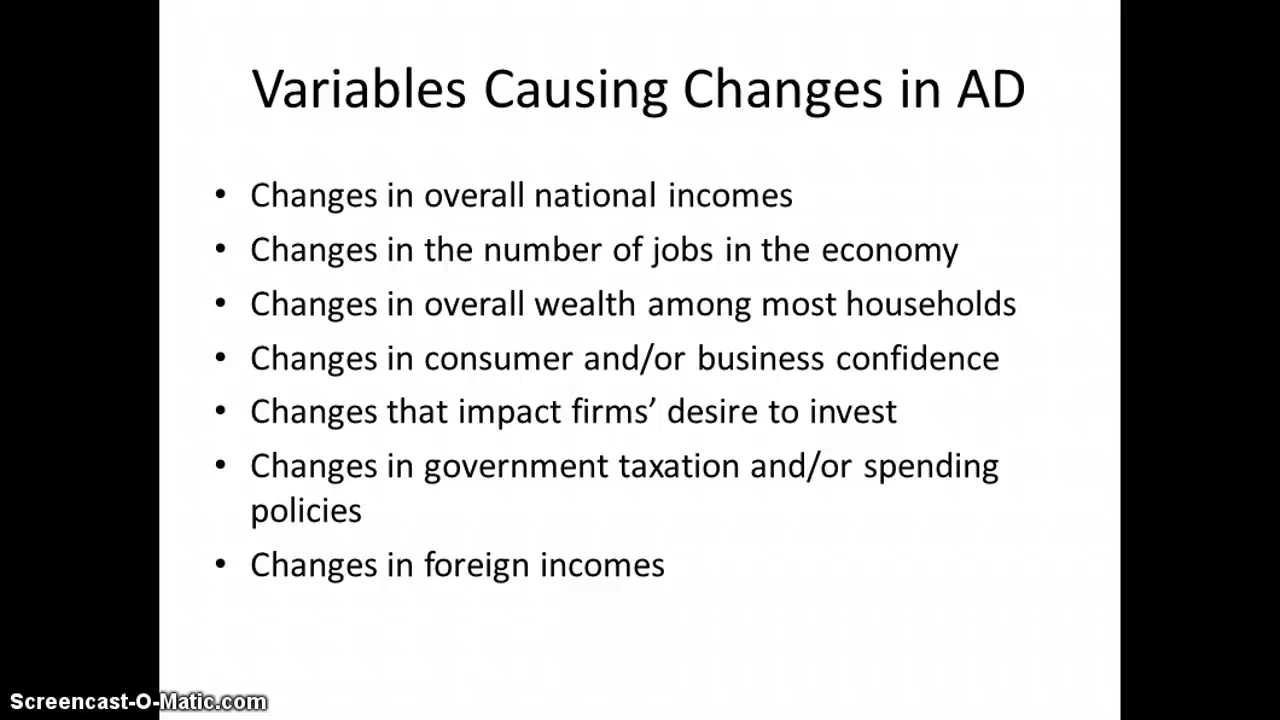 Variables Causing Changes in AD
• Changes in overall national incomes
• Changes in the number of jobs in the economy
• Changes in overall wealth among most households
• Changes in consumer and/or business confidence
• Changes that impact firms’ desire to invest
• Changes in government taxation and/or spending
policies
• Changes in foreign incomes
Screencast-O-Matic.com